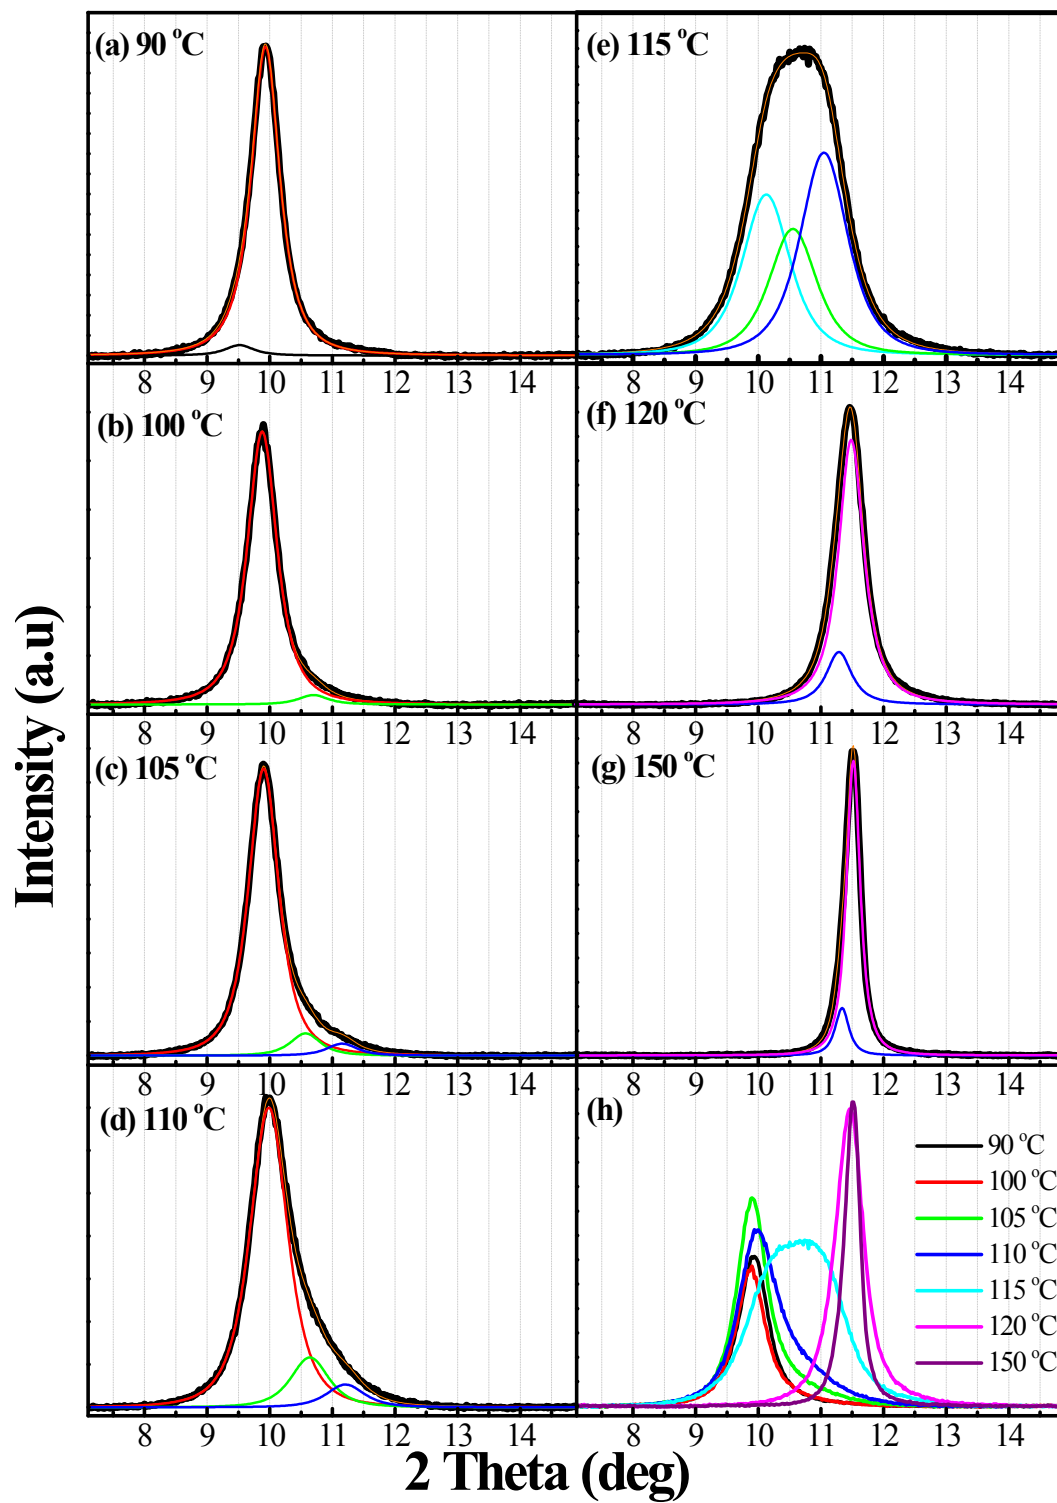 (a) 90 °C
8 9 10 11 12 13 14
(b) 100 °C
8 9 10 11 12 13 14
(c) 105 °C
8 9 10 11 12 13 14
(d) 110 °C
8 9 10 11 12 13 14
(e) 115 °C
8 9 10 11 12 13 14
(f) 120 °C
8 9 10 11 12 13 14
(g) 150 °C
8 9 10 11 12 13 14
(h)
90 °C
100 °C
105 °C
110 °C
115 °C
120 °C
150 °C
8 9 10 11 12 13 14
Intensity (a.u)
2 Theta (deg)